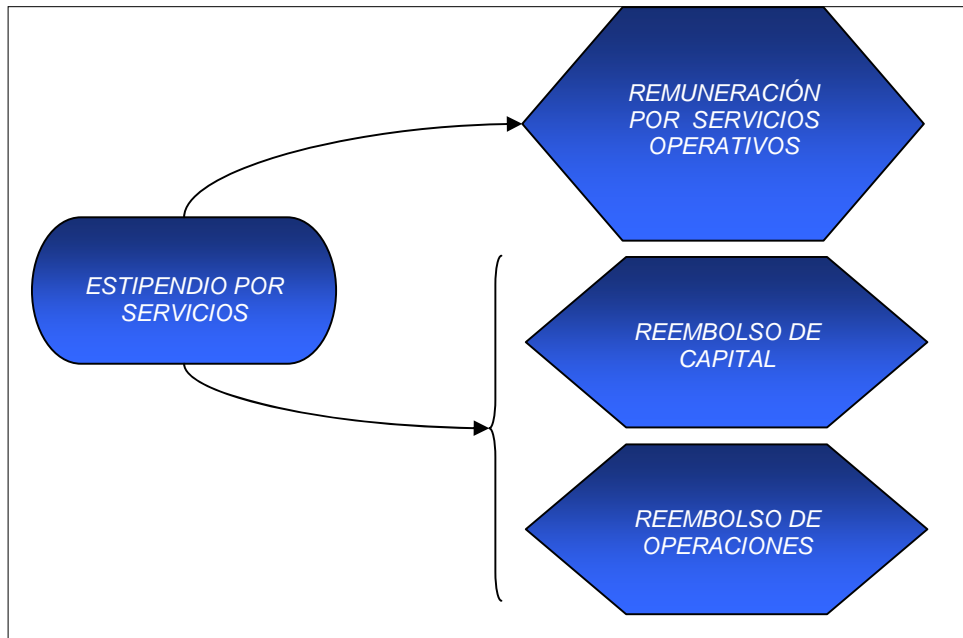 REMUNERACIÓN
POR SERVICIOS
OPERATIVOS
ESTIPENDIO POR
SERVICIOS
REEMBOLSO DE
CAPITAL
REEMBOLSO DE
OPERACIONES